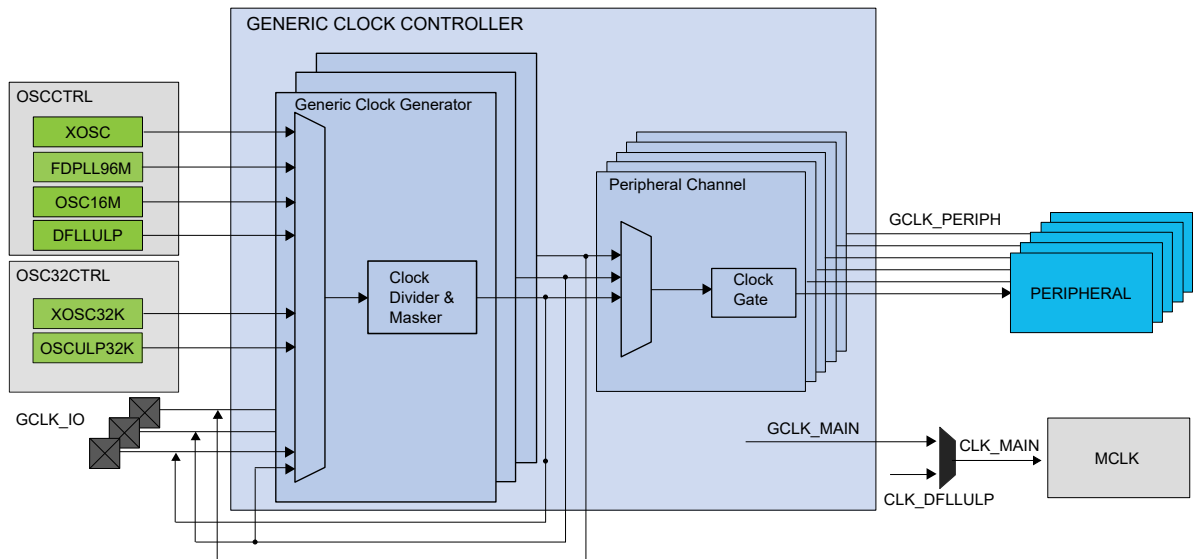 GENERIC CLOCK CONTROLLER
OSCCTRL
XOSC
FDPLL96M
OSC16M
DFLLULP
OSC32CTRL
XOSC32K
OSCULP32K
GCLK_IO
Generic Clock Generator
Clock
Divider &
Masker
Peripheral Channel
Clock
Gate
GCLK_PERIPH
PERIPHERAL
GCLK_MAIN
CLK_MAIN
CLK_DFLLULP
MCLK